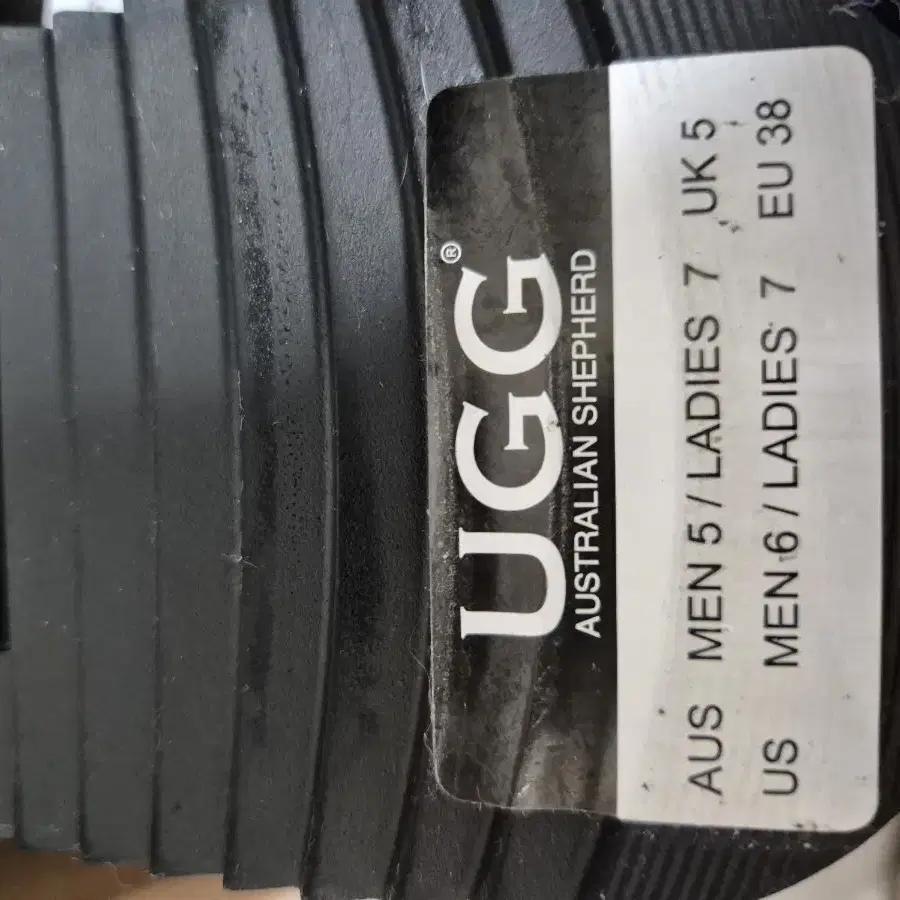 UGG®
AUSTRALIAN SHEPHERD
AUS MEN 5 / LADIES 7 UK 5
US MEN 6 / LADIES 7 EU 38